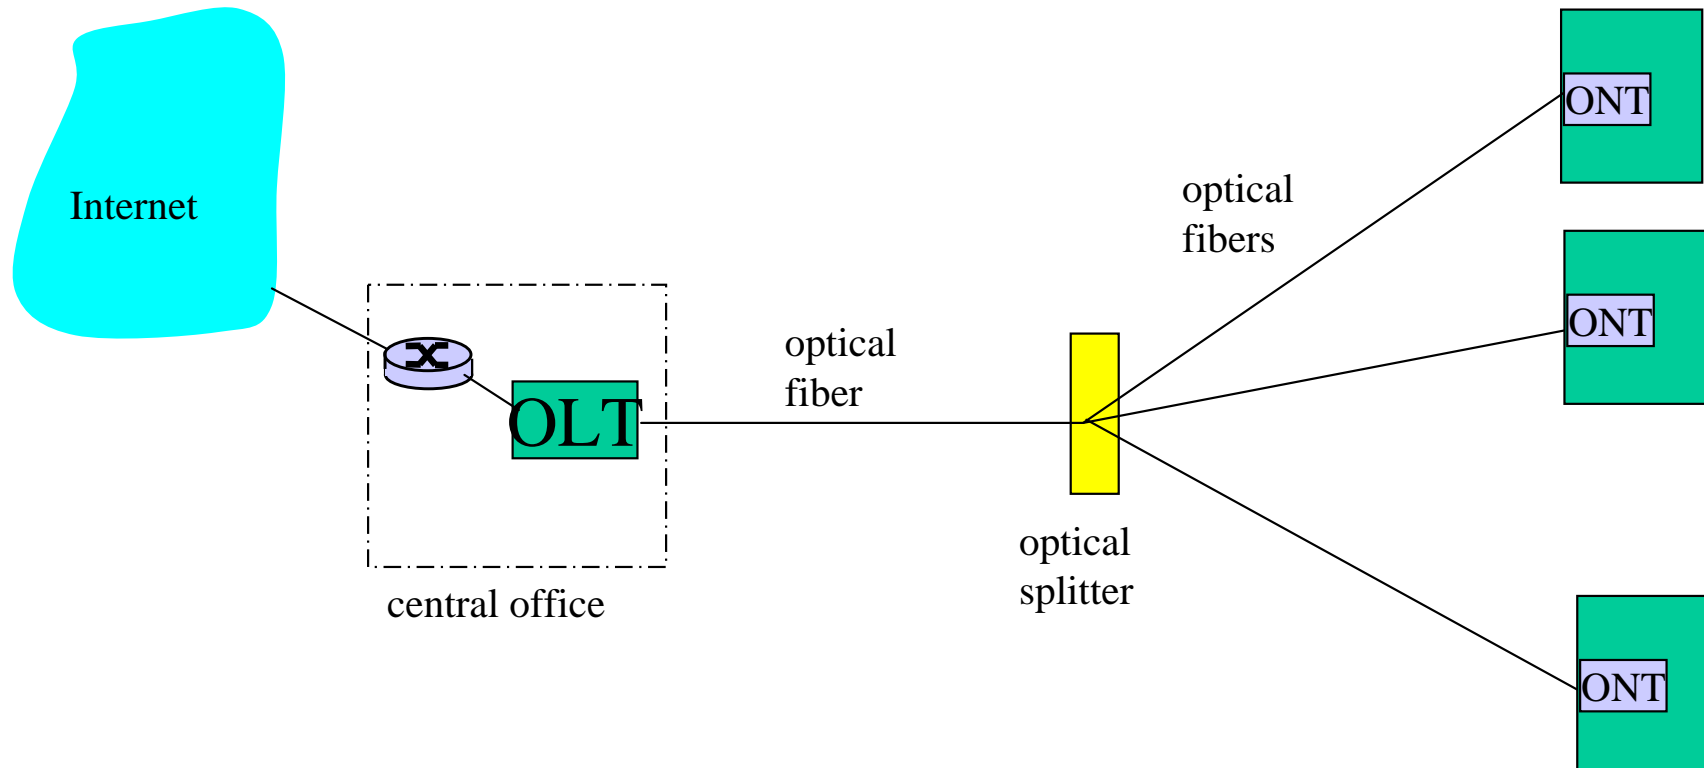 ONT
optical
fibers
Internet
ONT
optical
fiber
OLT
optical
splitter
central office
ONT